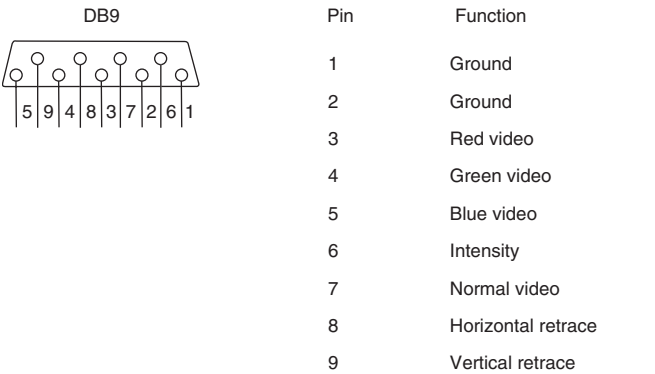 DB9
5 9 4 8 3 7 2 6 1
Pin Function
1 Ground
2 Ground
3 Red video
4 Green video
5 Blue video
6 Intensity
7 Normal video
8 Horizontal retrace
9 Vertical retrace